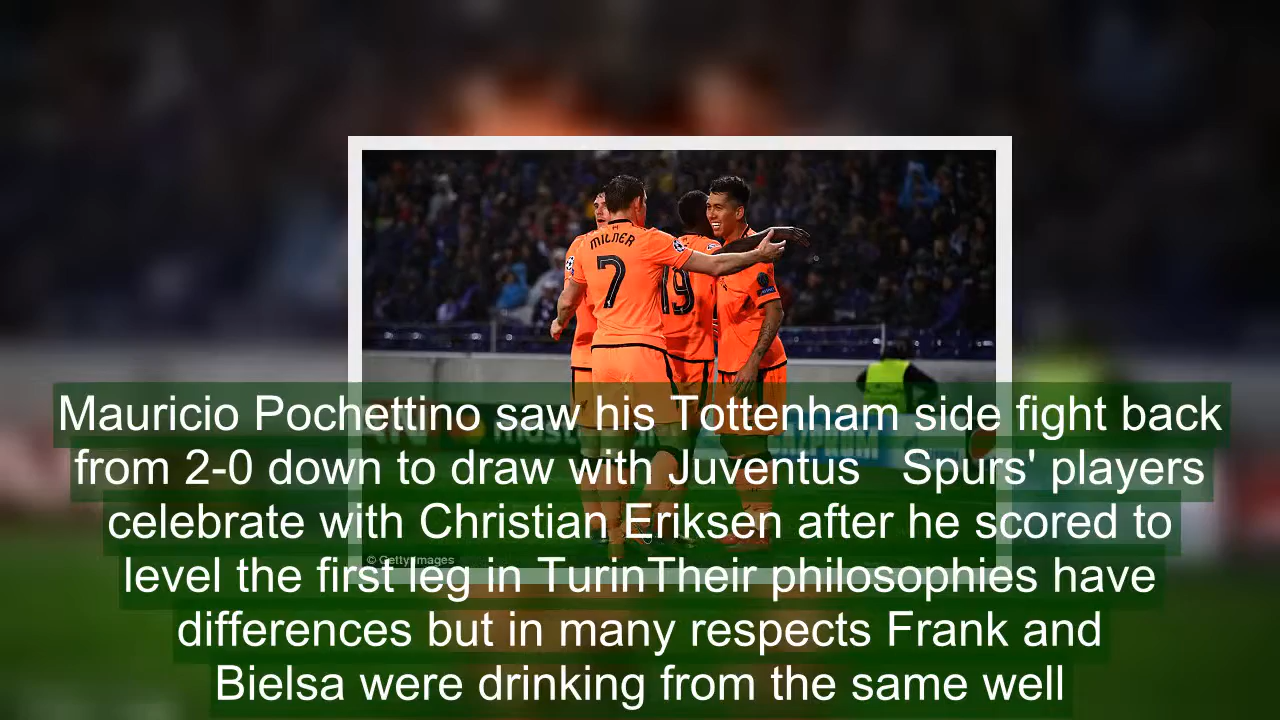 MILNER
7
19
Mauricio Pochettino saw his Tottenham side fight back
from 2-0 down to draw with Juventus   Spurs' players
celebrate with Christian Eriksen after he scored to
© Getty Images
level the first leg in TurinTheir philosophies have
differences but in many respects Frank and
Bielsa were drinking from the same well